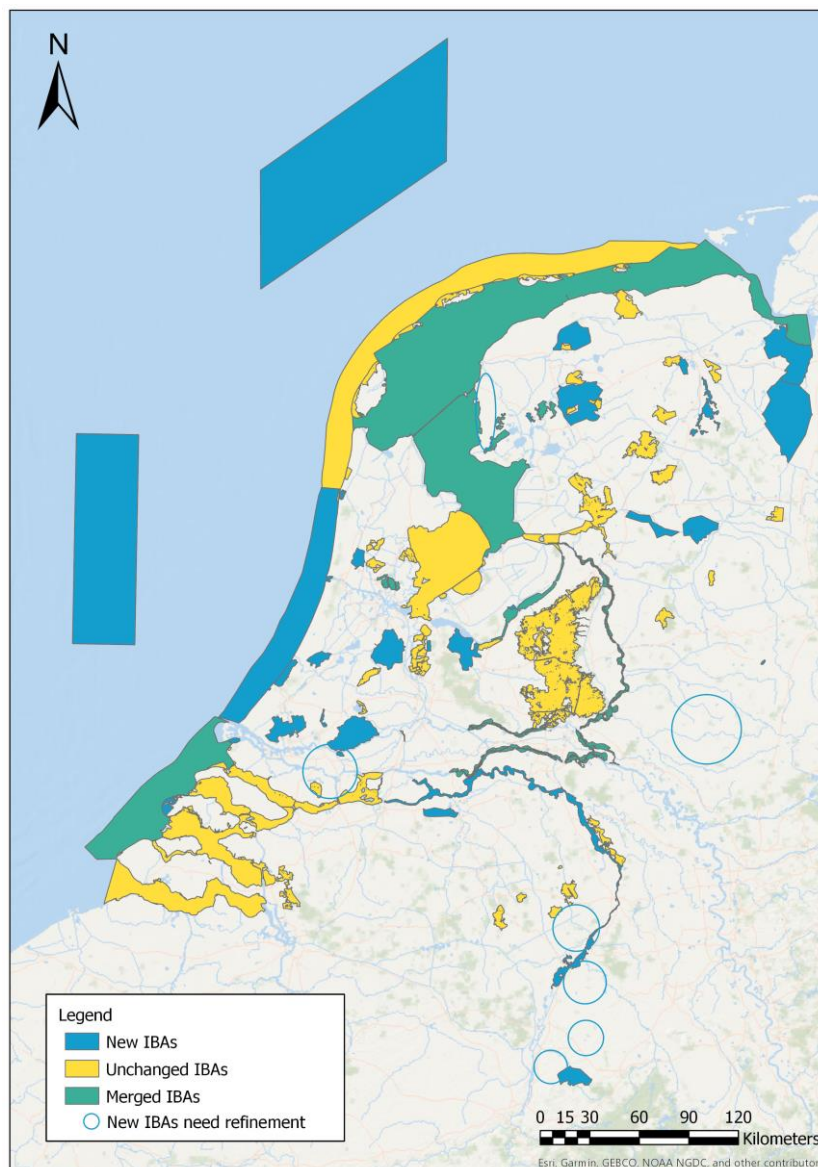 N
Legend
New IBAs
Unchanged IBAs
Merged IBAs
New IBAs need refinement
0 15 30 60 90 120
Kilometers
Esri, Garmin, GEBCO, NOAA NGDC, and other contributor